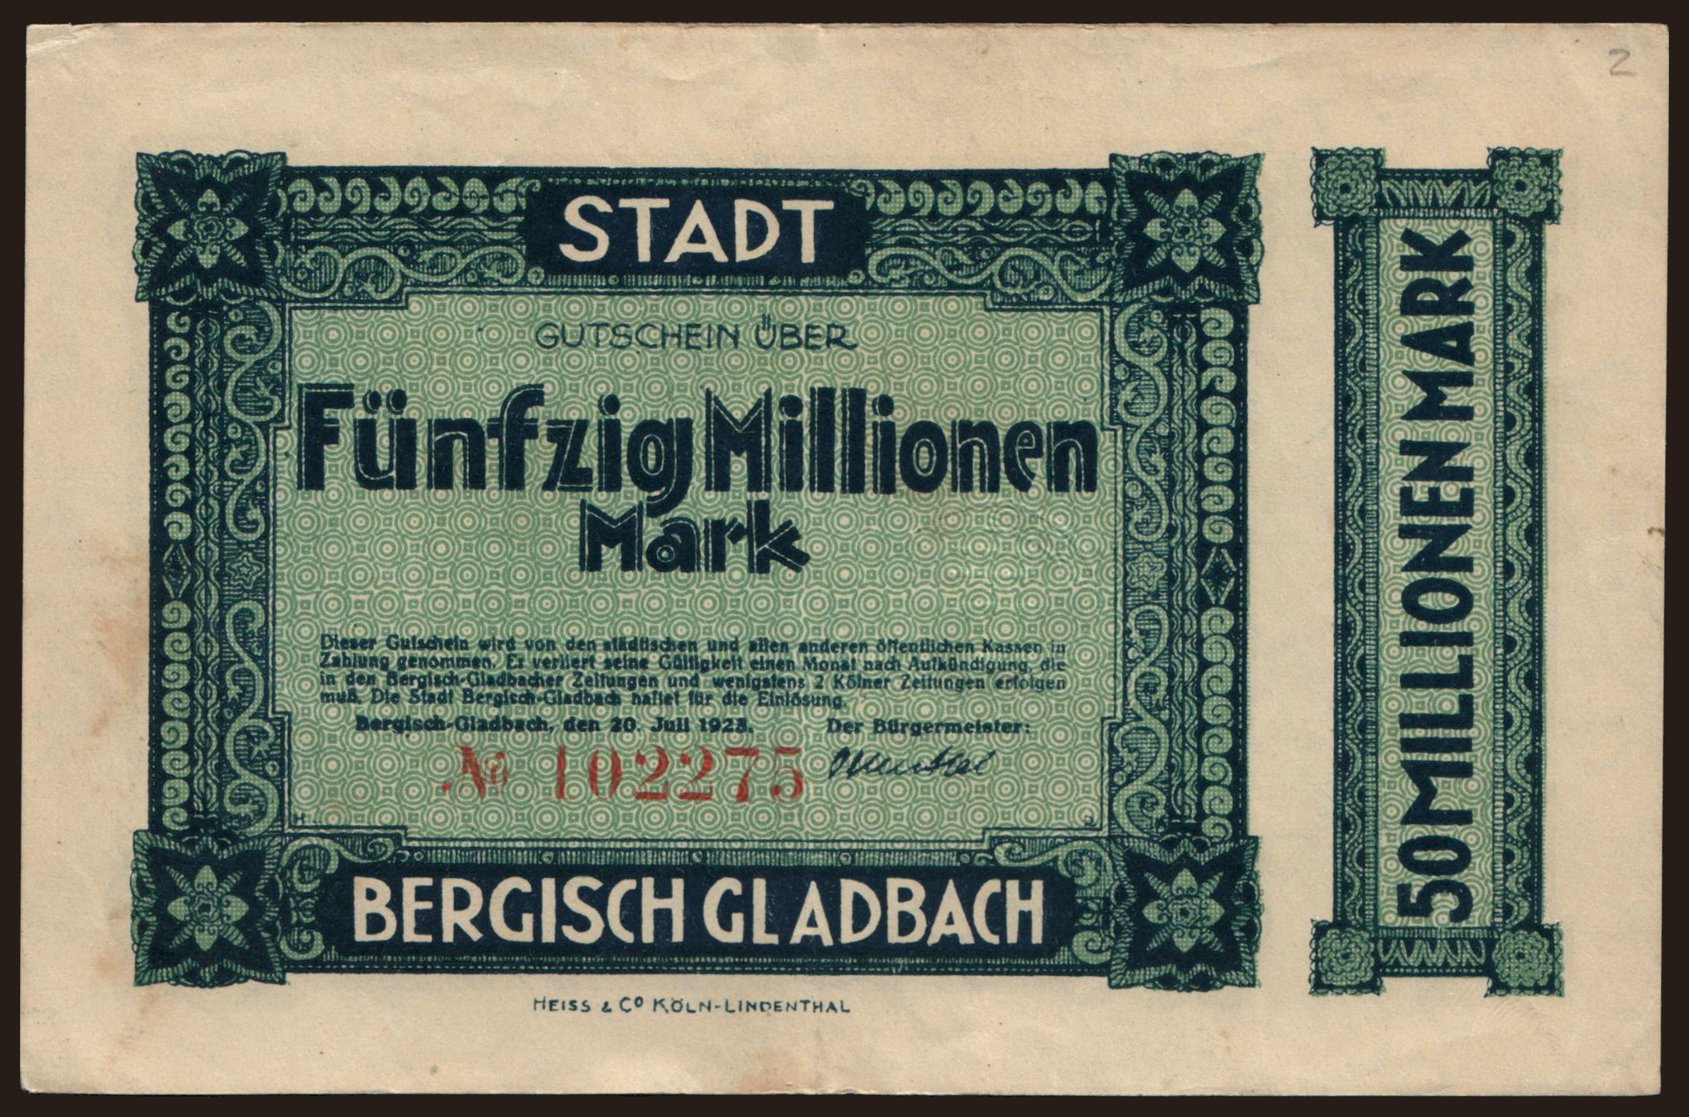 2
STADT
GUTSCHEIN ÜBER
Fünfzig Millionen
Mark
Dieser Gutschein wird von den städtischen und allen anderen öffentlichen Kassen in
Zahlung genommen. Er verliert seine Gültigkeit einen Monat nach Aufkündigung, die
in den Bergisch-Gladbacher Zeitungen und wenigstens 2 Kölner Zeitungen erfolgen
muß. Die Stadt Bergisch-Gladbach haftet für die Einlösung.
Bergisch-Gladbach, den 20. Juli 1923. Der Bürgermeister:
No 102275
BERGISCH GLADBACH
HEISS & CO KÖLN-LINDENTHAL
50 MILLIONEN MARK